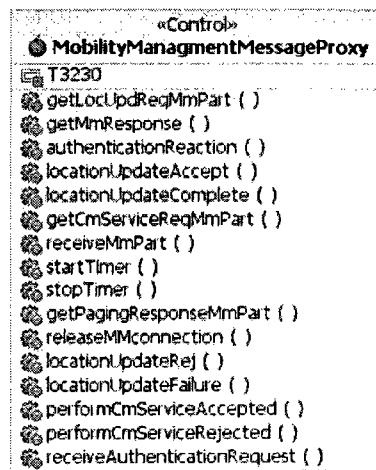 «Control»
MobilityManagmentMessageProxy
T3230
getLocUpdReqMmPart ( )
getMmResponse ( )
authenticationReaction ( )
locationUpdateAccept ( )
locationUpdateComplete ( )
getCmServiceReqMmPart ( )
receiveMmPart ( )
startTimer ( )
stopTimer ( )
getPagingResponseMmPart ( )
releaseMMconnection ( )
locationUpdateRej ( )
locationUpdateFailure ( )
performCmServiceAccepted ( )
performCmServiceRejected ( )
receiveAuthenticationRequest ( )